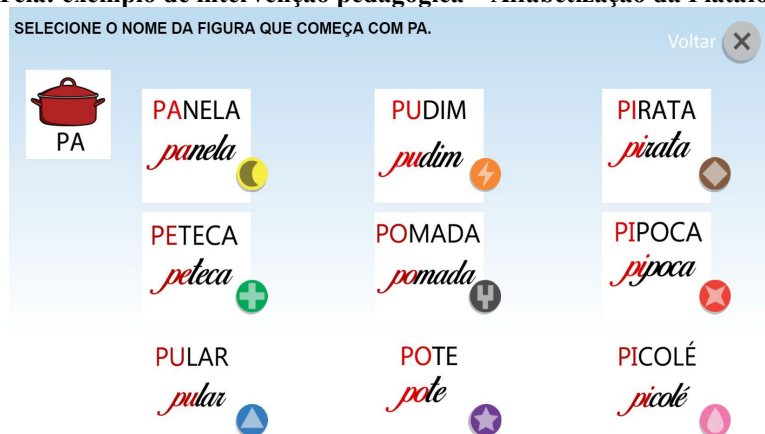 SELECIONE O NOME DA FIGURA QUE COMEÇA COM PA.
Voltar
PA
PANELA
panela
PUDIM
pudim
PIRATA
pirata
PETECA
peteca
POMADA
pomada
PIPOCA
pipoca
PULAR
pular
POTE
pote
PICOLÉ
picolé